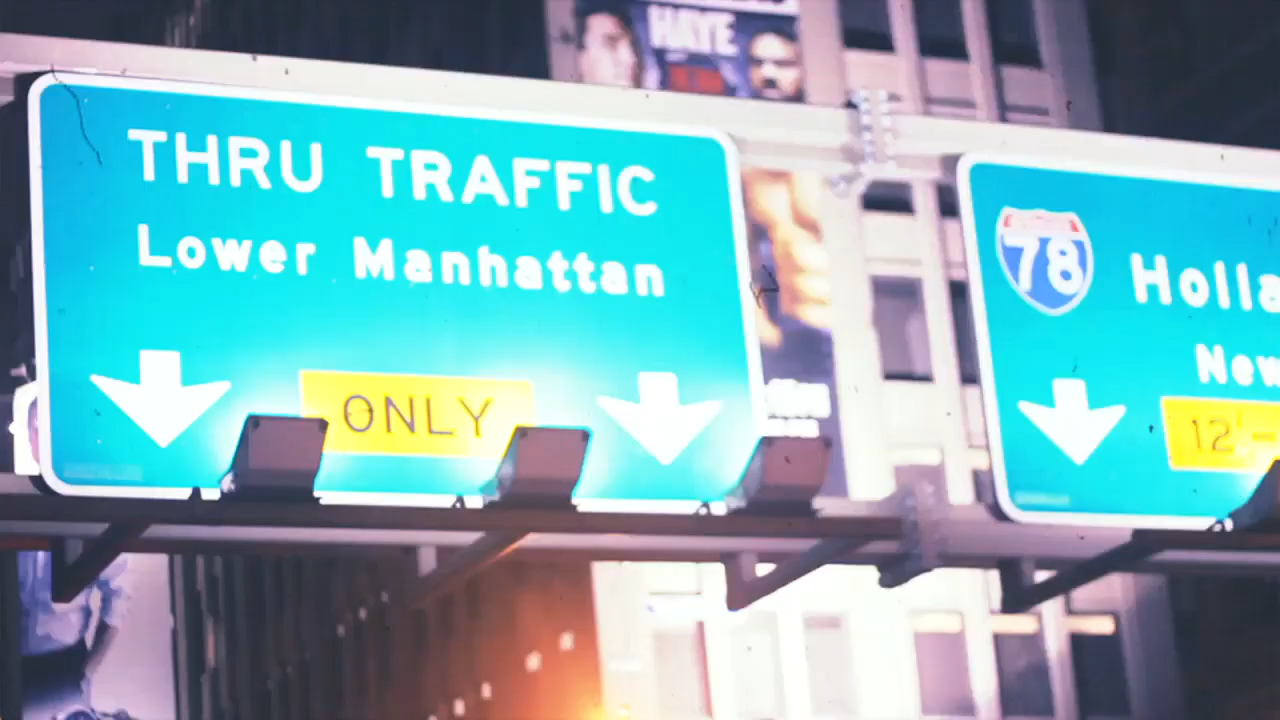 HAYE
THRU TRAFFIC
Lower Manhattan
ONLY
78
Holla
New
12'-